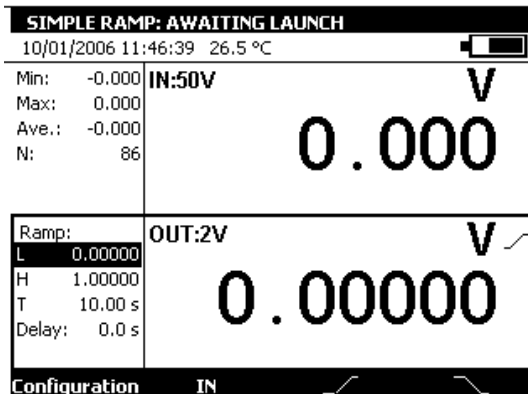 SIMPLE RAMP: AWAITING LAUNCH
10/01/2006 11:46:39 26.5 °C
Min: -0.000
Max: 0.000
Ave.: -0.000
N: 86
IN:50V V
0.000
Ramp:
L 0.00000
H 1.00000
T 10.00 s
Delay: 0.0 s
OUT:2V V
0.00000
Configuration IN